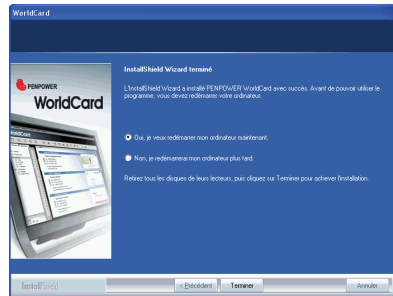 WorldCard
InstallShield Wizard terminé
L'InstallShield Wizard a installé PENPOWER WorldCard avec succès. Avant de pouvoir utiliser le
programme, vous devez redémarrer votre ordinateur.
PENPOWER
WorldCard
Oui, je veux redémarrer mon ordinateur maintenant.
Non, je redémarrerai mon ordinateur plus tard.
Retirez tous les disques de leurs lecteurs, puis cliquez sur Terminer pour achever l'installation.
InstallShield
< Précédent
Terminer
Annuler